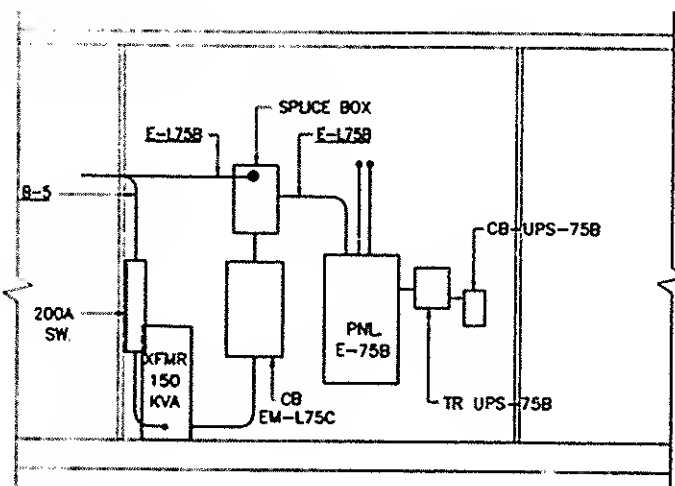 SPLICE BOX
E-L75B
E-L75B
B-5
CB-UPS-75B
200A
SW.
XFMR
150
KVA
PNL.
E-75B
CB
EM-L75C
TR UPS-75B